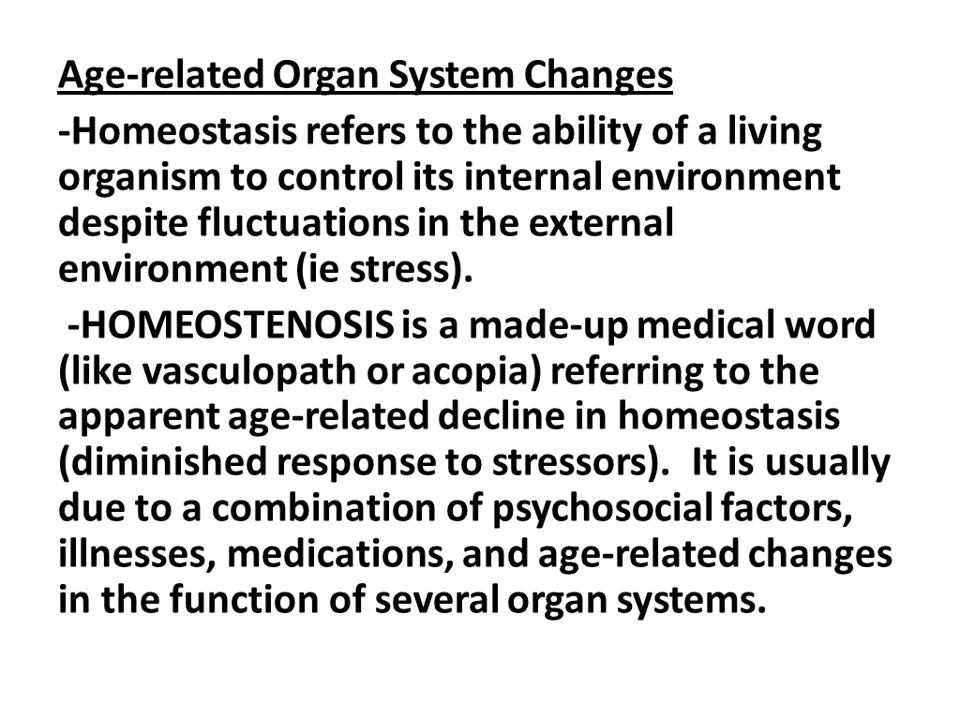 Age-related Organ System Changes
-Homeostasis refers to the ability of a living
organism to control its internal environment
despite fluctuations in the external
environment (ie stress).
-HOMEOSTENOSIS is a made-up medical word
(like vasculopath or acopia) referring to the
apparent age-related decline in homeostasis
(diminished response to stressors).  It is usually
due to a combination of psychosocial factors,
illnesses, medications, and age-related changes
in the function of several organ systems.